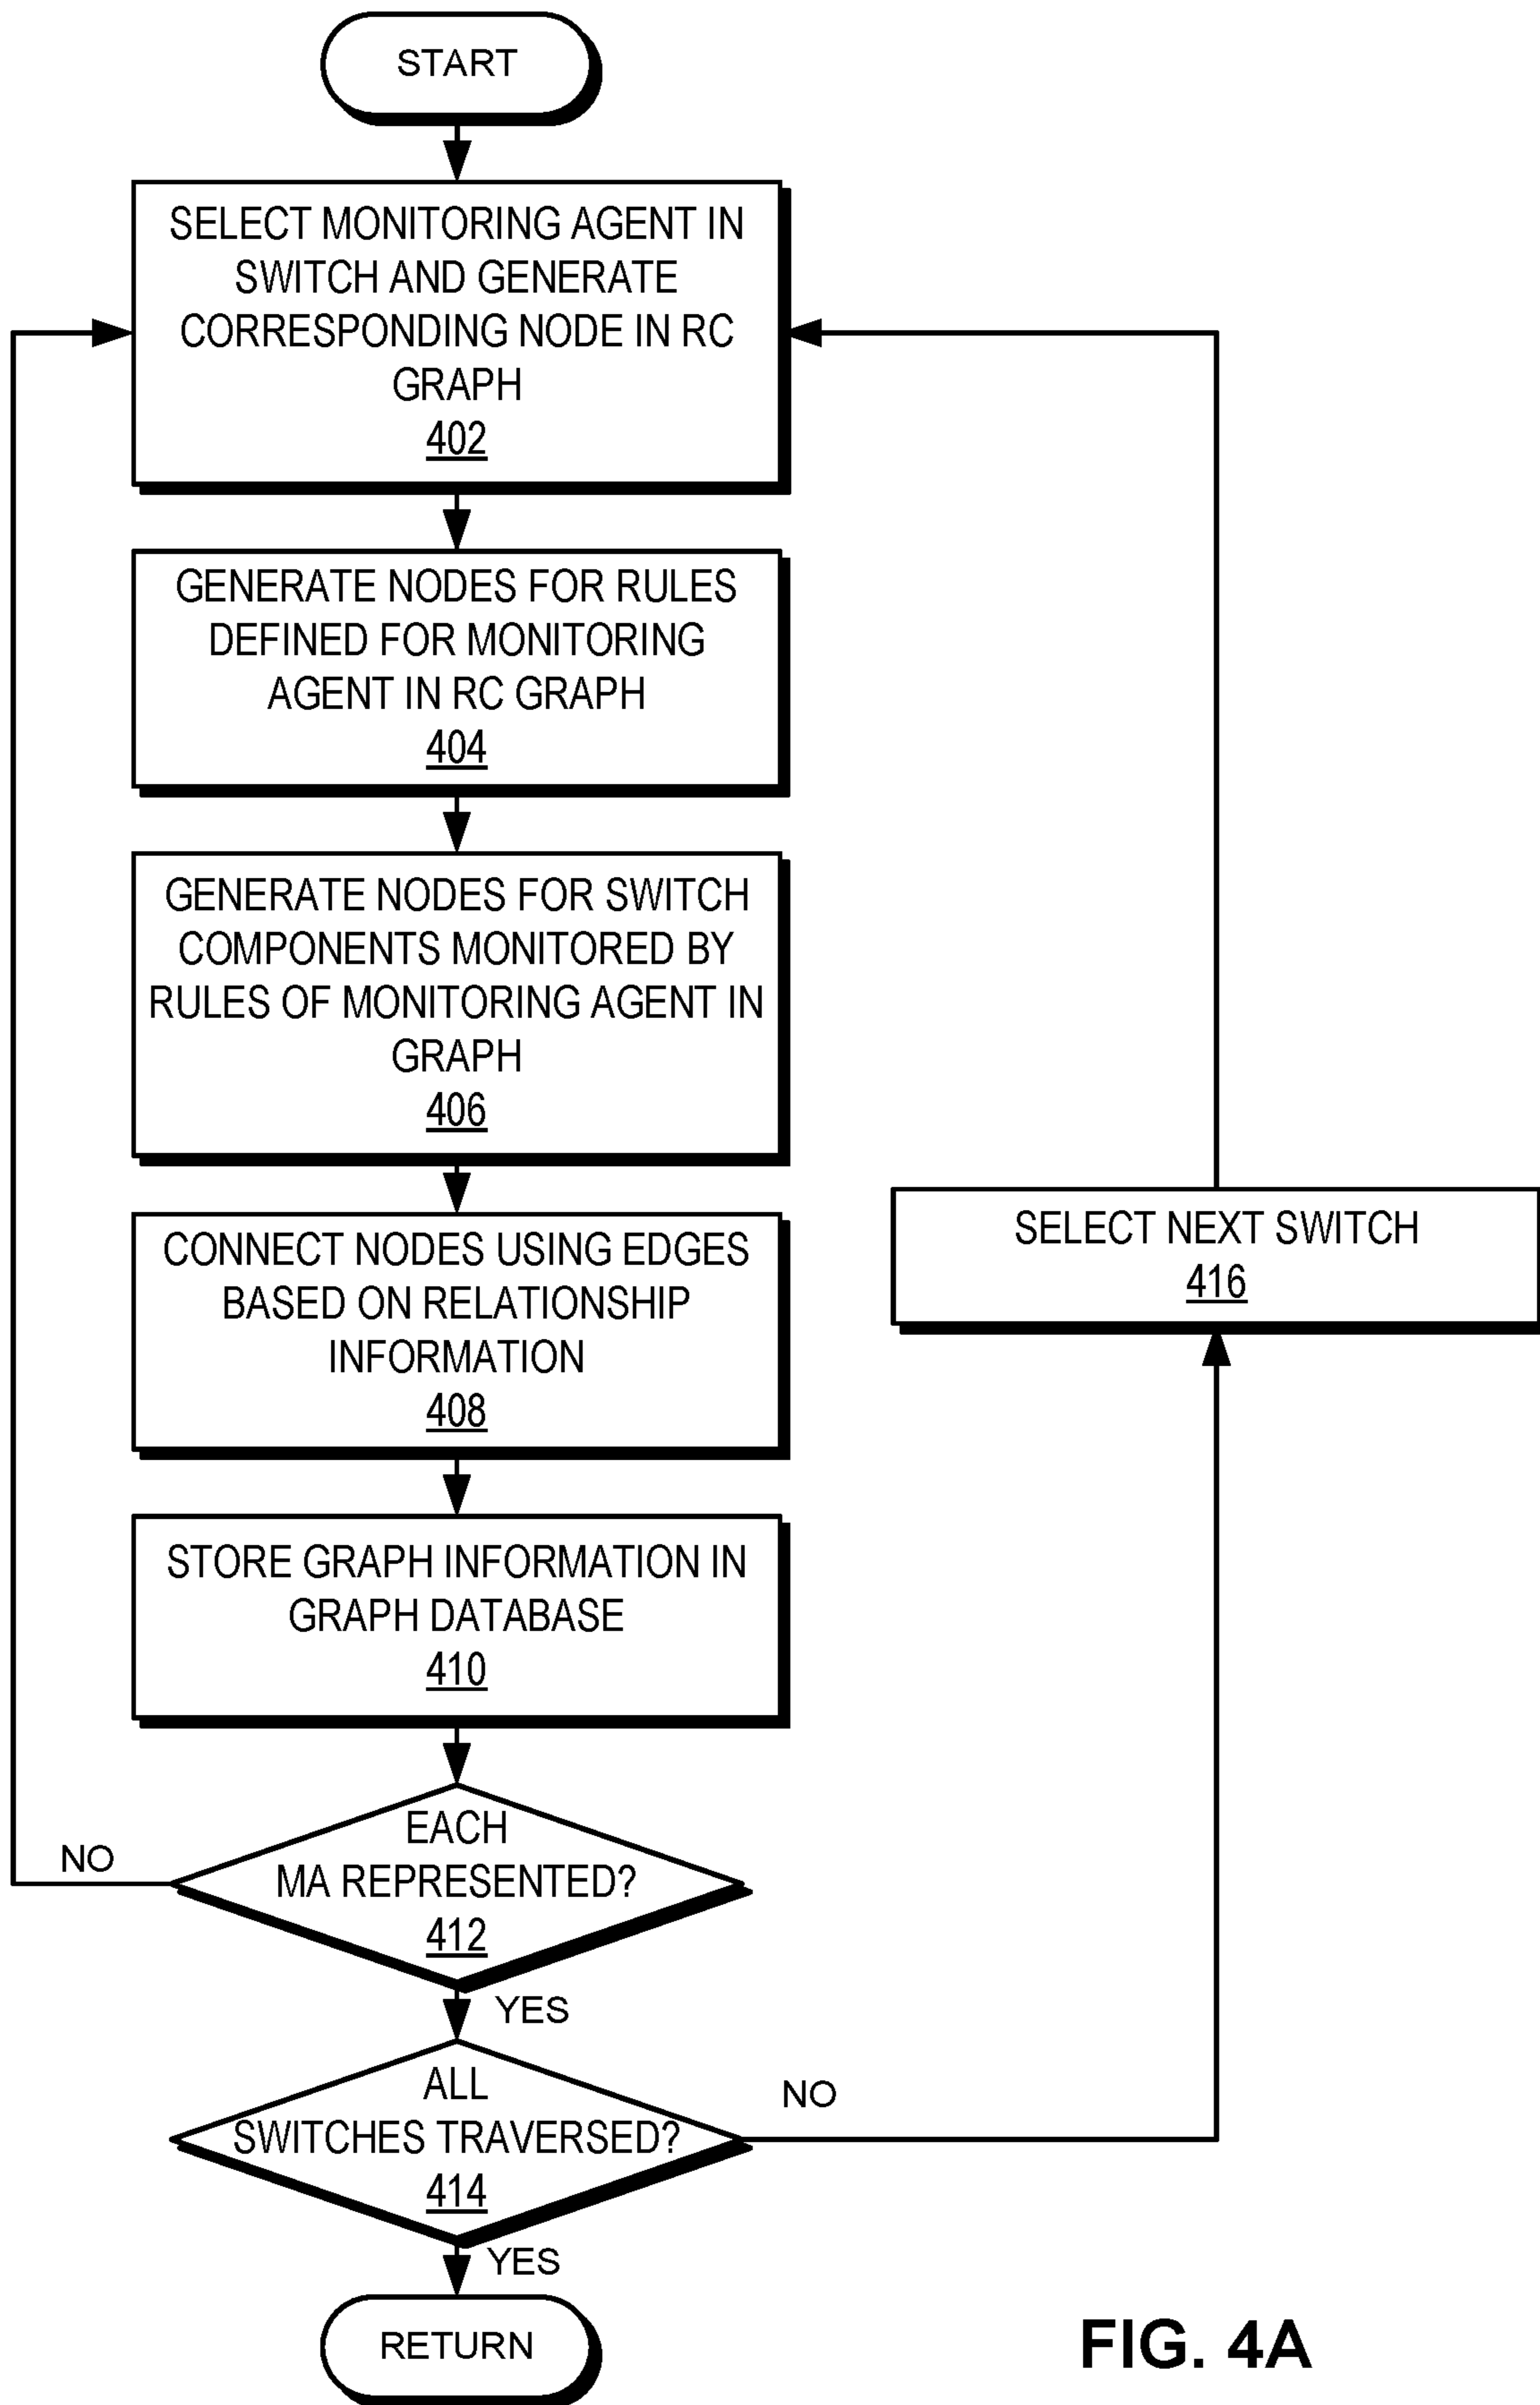 START
SELECT MONITORING AGENT IN
SWITCH AND GENERATE
CORRESPONDING NODE IN RC
GRAPH
402
GENERATE NODES FOR RULES
DEFINED FOR MONITORING
AGENT IN RC GRAPH
404
GENERATE NODES FOR SWITCH
COMPONENTS MONITORED BY
RULES OF MONITORING AGENT IN
GRAPH
406
CONNECT NODES USING EDGES
BASED ON RELATIONSHIP
INFORMATION
408
SELECT NEXT SWITCH
416
STORE GRAPH INFORMATION IN
GRAPH DATABASE
410
EACH
MA REPRESENTED?
412
NO
YES
ALL
SWITCHES TRAVERSED?
414
NO
YES
RETURN
FIG. 4A